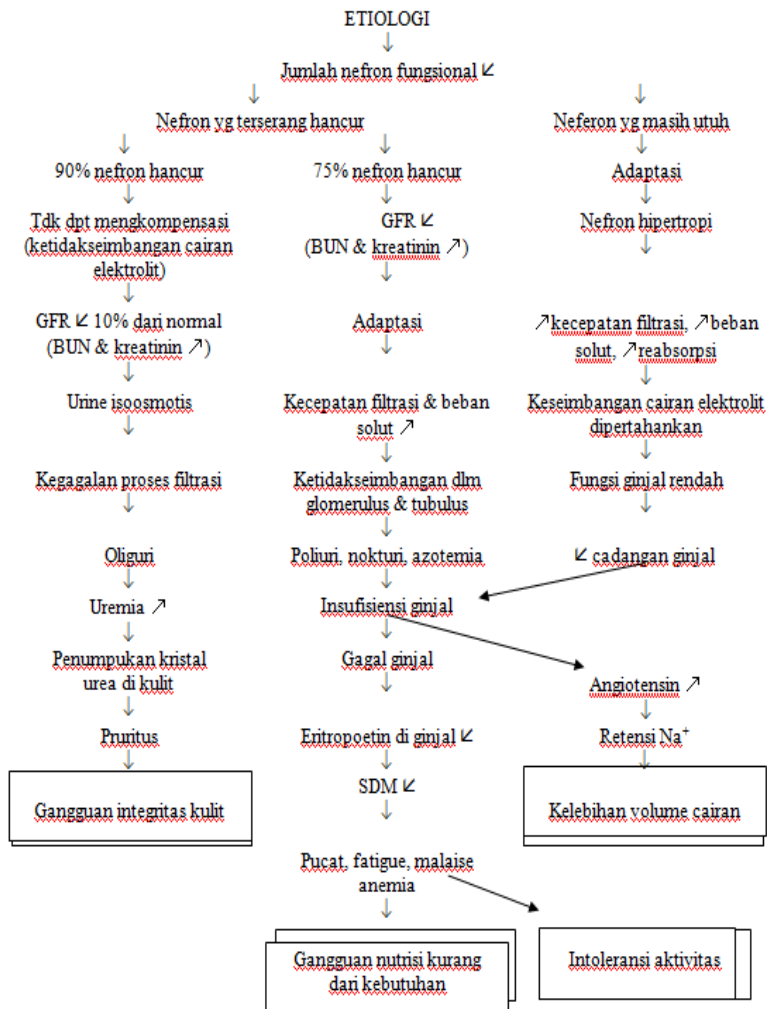 ETIOLOGI
↓
Jumlah nefron fungsional ↙
↓ ↓
Nefron yg terserang hancur Neferon yg masih utuh
↓ ↓ ↓
90% nefron hancur 75% nefron hancur Adaptasi
↓ ↓ ↓
Tdk dpt mengkompensasi GFR ↙ Nefron hipertropi
(ketidakseimbangan cairan (BUN & kreatinin ↗) ↓
elektrolit) ↓
↓
GFR ↙ 10% dari normal Adaptasi ↗kecepatan filtrasi, ↗beban
(BUN & kreatinin ↗) ↓ solut, ↗reabsorpsi
↓ ↓
Urine isoosmotis Kecepatan filtrasi & beban Keseimbangan cairan elektrolit
↓ solut ↗ dipertahankan
↓ ↓
Kegagalan proses filtrasi Ketidakseimbangan dlm Fungsi ginjal rendah
↓ glomerulus & tubulus ↓
↓
Oliguri Poliuri, nokturi, azotemia ↙ cadangan ginjal
↓ ↓
Uremia ↗ Insufisiensi ginjal
↓ ↓
Penumpukan kristal Gagal ginjal
urea di kulit ↓ Angiotensin ↗
↓ ↓
Pruritus Eritropoetin di ginjal ↙ Retensi Na⁺
↓ ↓ ↓
SDM ↙
Gangguan integritas kulit ↓ Kelebihan volume cairan
Pucat, fatigue, malaise
anemia
↓
Gangguan nutrisi kurang Intoleransi aktivitas
dari kebutuhan